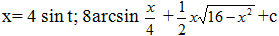 x= 4 sin t; 8arcsin x/4 + 1/2 x√16−x² +c